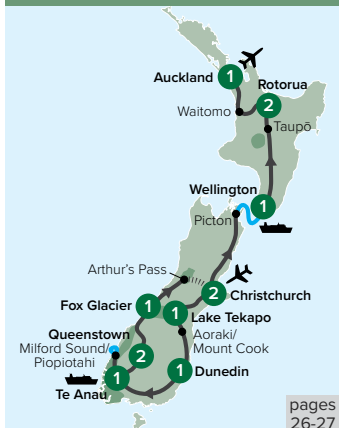 Auckland
1
Rotorua
2
Waitomo
Taupō
Wellington
1
Picton
Arthur's Pass
2
Christchurch
Fox Glacier
1
1
Lake Tekapo
Queenstown
Aoraki/
Mount Cook
Milford Sound/
Piopiotahi
2
1
Dunedin
1
Te Anau
pages
26-27